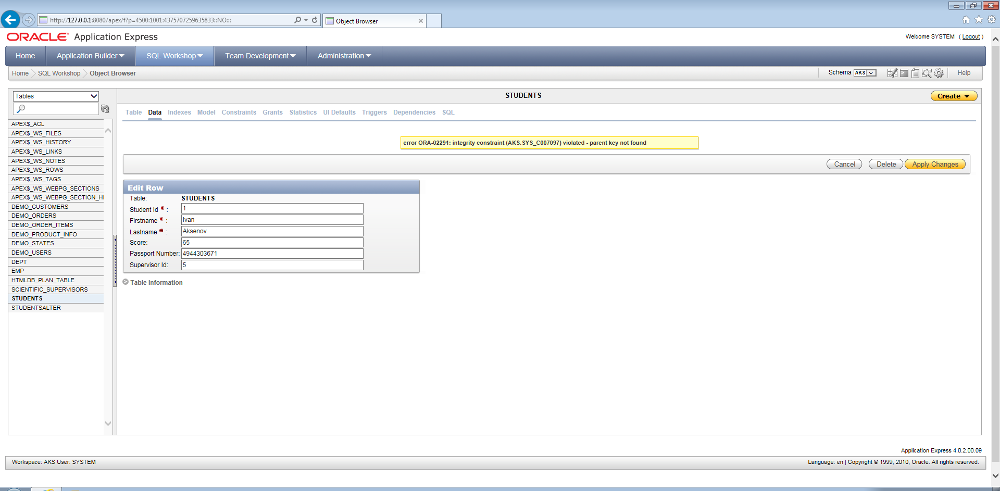 http://127.0.0.1:8080/apex/f?p=4500:1001:4375707259635833::NO:::
Object Browser
ORACLE Application Express
Welcome SYSTEM ( Logout )
Home Application Builder SQL Workshop Team Development Administration
Home SQL Workshop Object Browser
Schema AKS Help
Tables
STUDENTS
Create
Table Data Indexes Model Constraints Grants Statistics UI Defaults Triggers Dependencies SQL
APEX$_ACL
APEX$_WS_FILES
APEX$_WS_HISTORY
APEX$_WS_LINKS
APEX$_WS_NOTES
APEX$_WS_ROWS
APEX$_WS_TAGS
APEX$_WS_WEBPG_SECTIONS
APEX$_WS_WEBPG_SECTION_HI
DEMO_CUSTOMERS
DEMO_ORDERS
DEMO_ORDER_ITEMS
DEMO_PRODUCT_INFO
DEMO_STATES
DEMO_USERS
DEPT
EMP
HTMLDB_PLAN_TABLE
SCIENTIFIC_SUPERVISORS
STUDENTS
STUDENTSALTER
error ORA-02291: integrity constraint (AKS.SYS_C007097) violated - parent key not found
Cancel Delete Apply Changes
Edit Row
Table: STUDENTS
Student Id * : 1
Firstname * : Ivan
Lastname * : Aksenov
Score: 65
Passport Number: 4944303671
Supervisor Id: 5
Table Information
Application Express 4.0.2.00.09
Workspace: AKS User: SYSTEM
Language: en | Copyright © 1999, 2010, Oracle. All rights reserved.